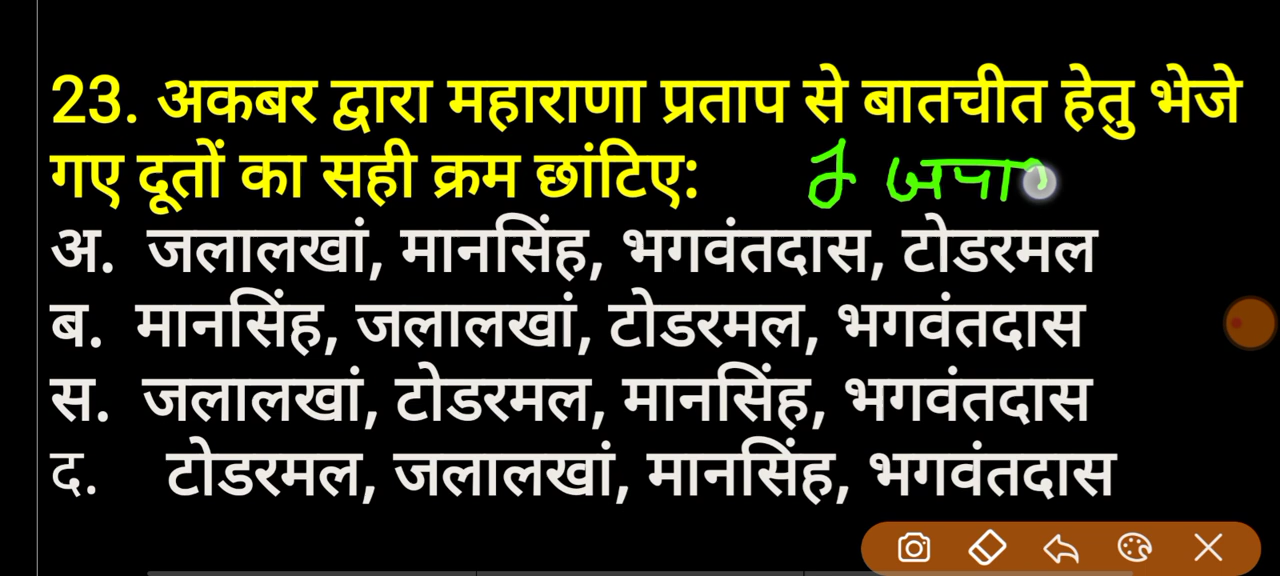 23. अकबर द्वारा महाराणा प्रताप से बातचीत हेतु भेजे
गए दूतों का सही क्रम छांटिए:
अ. जलालखां, मानसिंह, भगवंतदास, टोडरमल
ब. मानसिंह, जलालखां, टोडरमल, भगवंतदास
स. जलालखां, टोडरमल, मानसिंह, भगवंतदास
द. टोडरमल, जलालखां, मानसिंह, भगवंतदास